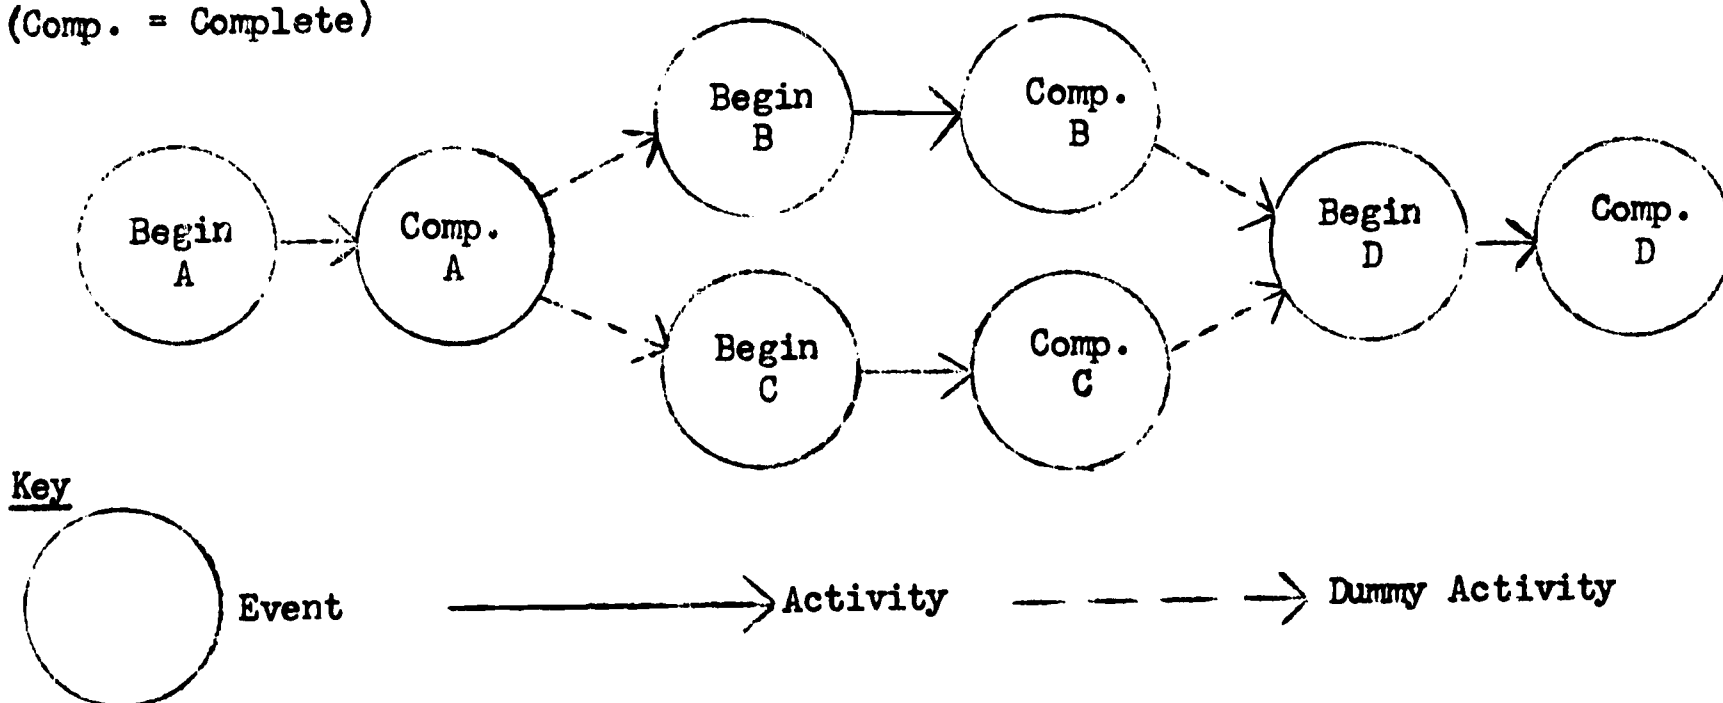 (Comp. = Complete)
Begin
B
Comp.
B
Begin
A
Comp.
A
Begin
D
Comp.
D
Begin
C
Comp.
C
Key
Event
Activity
Dummy Activity